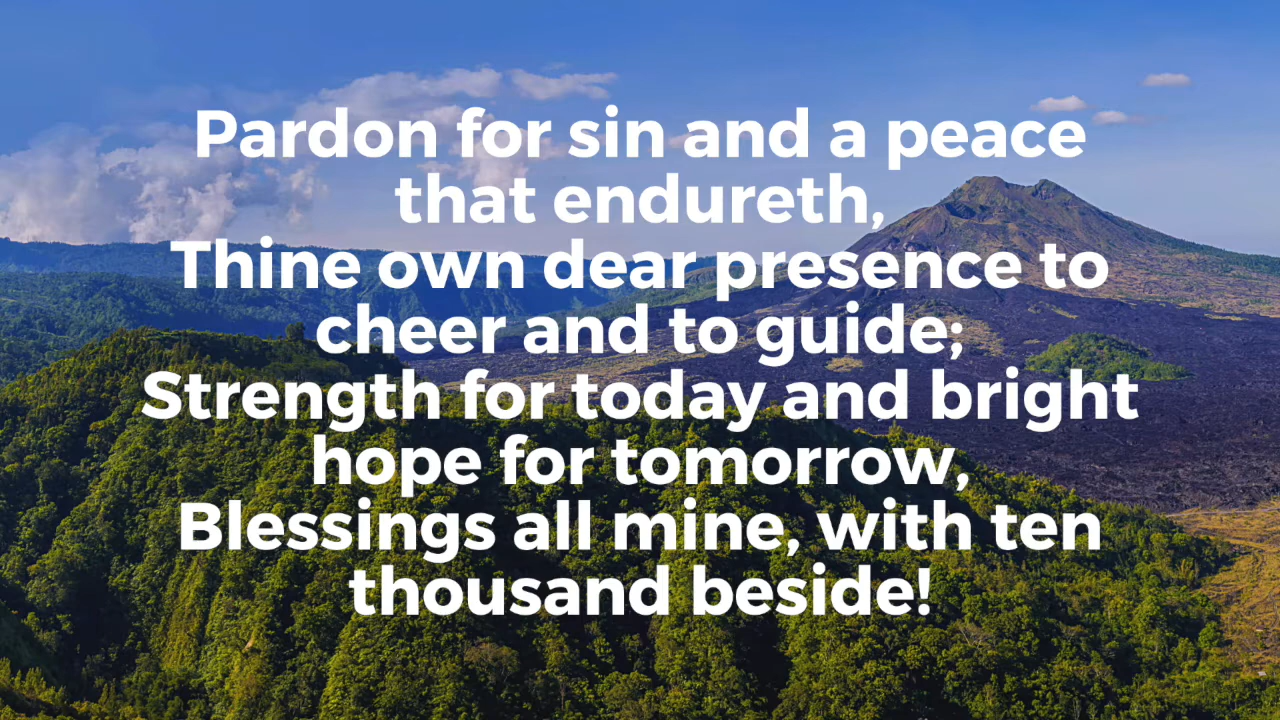 Pardon for sin and a peace
that endureth,
Thine own dear presence to
cheer and to guide;
Strength for today and bright
hope for tomorrow,
Blessings all mine, with ten
thousand beside!